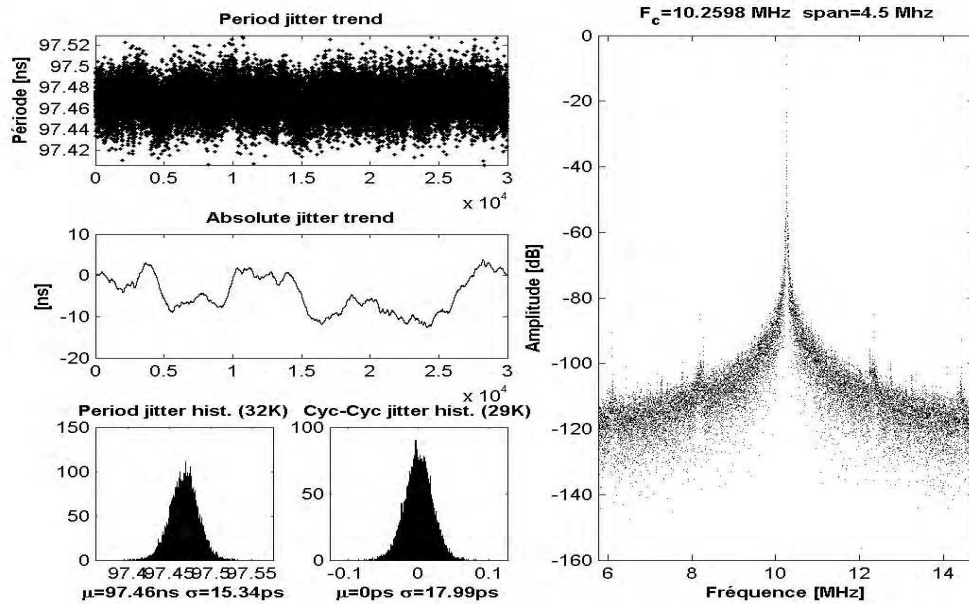 Period jitter trend
Période [ns]
97.52
97.5
97.48
97.46
97.44
97.42
0 0.5 1 1.5 2 2.5 3
x 10⁴
Absolute jitter trend
[ns]
10
0
-10
-20
0 0.5 1 1.5 2 2.5 3
x 10⁴
Period jitter hist. (32K)
150
100
50
0
97.4 97.45 97.5 97.55
μ=97.46ns σ=15.34ps
Cyc-Cyc jitter hist. (29K)
100
50
0
-0.1 0 0.1
μ=0ps σ=17.99ps
F_c=10.2598 MHz span=4.5 Mhz
Amplitude [dB]
0
-20
-40
-60
-80
-100
-120
-140
-160
6 8 10 12 14
Fréquence [MHz]